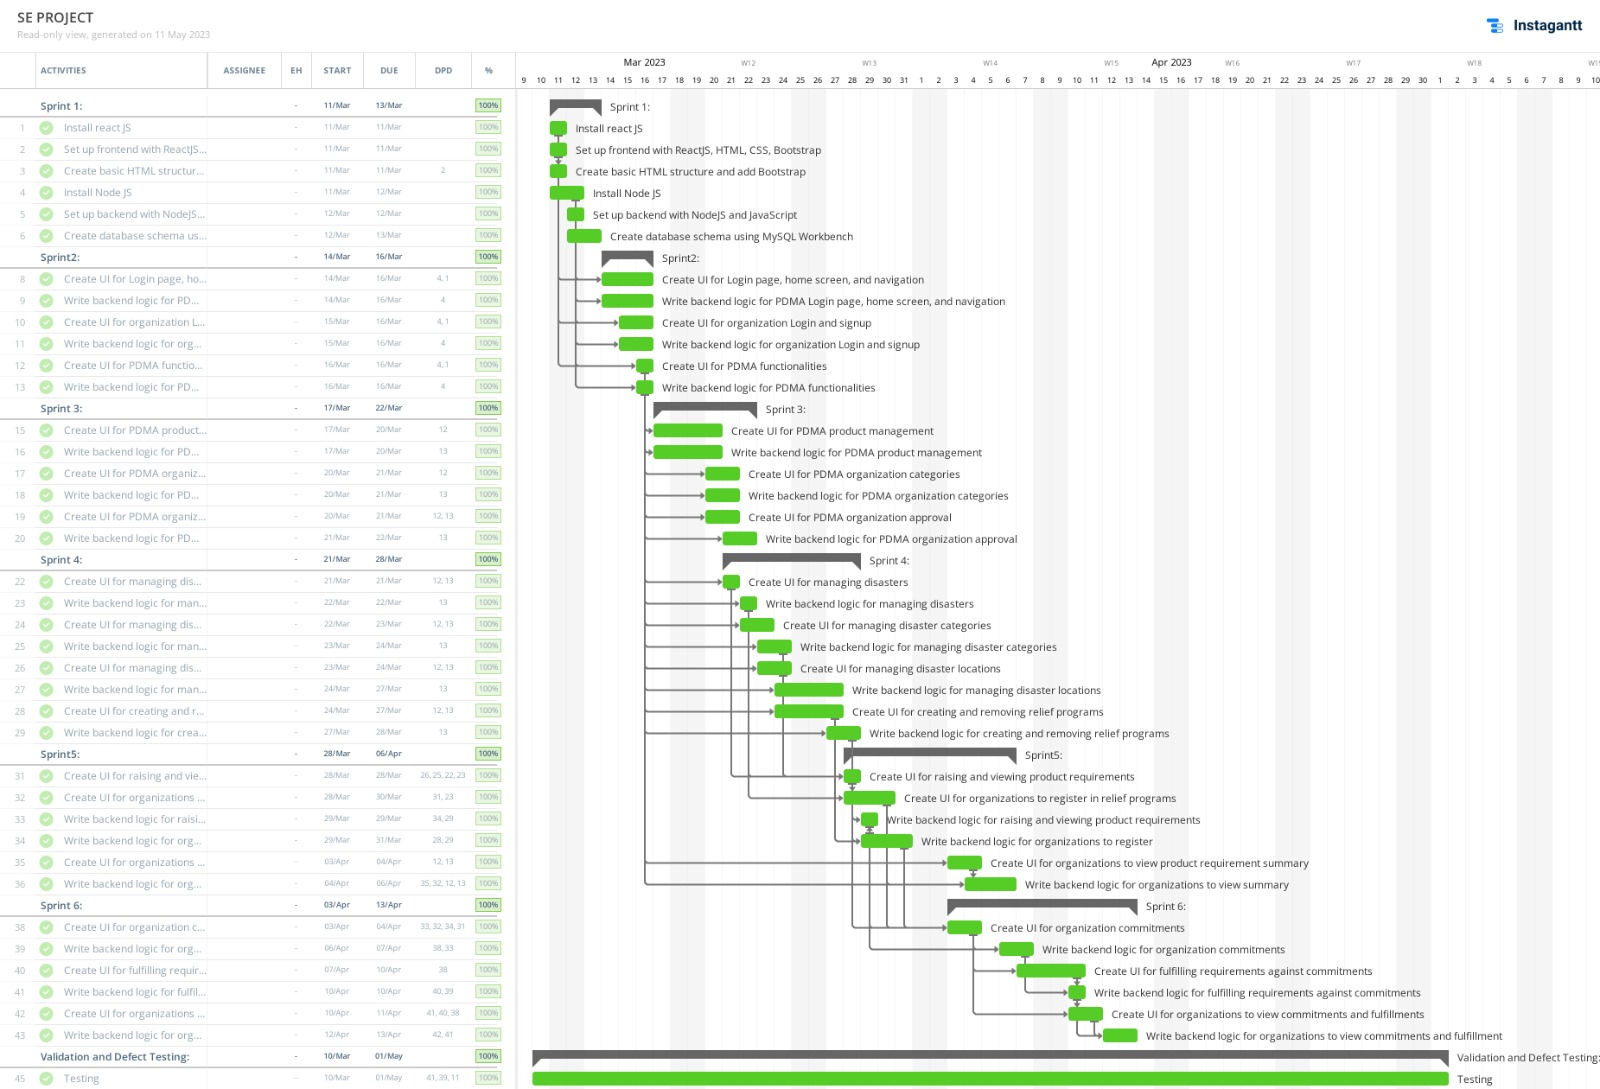 SE PROJECT
Read-only view, generated on 11 May 2023
Instagantt
ACTIVITIES ASSIGNEE EH START DUE DPD %
Mar 2023 W12 W13 W14 W15 Apr 2023 W16 W17 W18
9 10 11 12 13 14 15 16 17 18 19 20 21 22 23 24 25 26 27 28 29 30 31 1 2 3 4 5 6 7 8 9 10 11 12 13 14 15 16 17 18 19 20 21 22 23 24 25 26 27 28 29 30 1 2 3 4 5 6 7 8 9 10
Sprint 1: - 11/Mar 13/Mar 100% Sprint 1:
1 Install react JS - 11/Mar 11/Mar 100% Install react JS
2 Set up frontend with ReactJS... - 11/Mar 11/Mar 100% Set up frontend with ReactJS, HTML, CSS, Bootstrap
3 Create basic HTML structur... - 11/Mar 11/Mar 2 100% Create basic HTML structure and add Bootstrap
4 Install Node JS - 11/Mar 12/Mar 100% Install Node JS
5 Set up backend with NodeJS... - 12/Mar 12/Mar 100% Set up backend with NodeJS and JavaScript
6 Create database schema us... - 12/Mar 13/Mar 100% Create database schema using MySQL Workbench
Sprint2: - 14/Mar 16/Mar 100% Sprint2:
8 Create UI for Login page, ho... - 14/Mar 16/Mar 4, 1 100% Create UI for Login page, home screen, and navigation
9 Write backend logic for PD... - 14/Mar 16/Mar 4 100% Write backend logic for PDMA Login page, home screen, and navigation
10 Create UI for organization L... - 15/Mar 16/Mar 4, 1 100% Create UI for organization Login and signup
11 Write backend logic for org... - 15/Mar 16/Mar 4 100% Write backend logic for organization Login and signup
12 Create UI for PDMA functio... - 16/Mar 16/Mar 4, 1 100% Create UI for PDMA functionalities
13 Write backend logic for PD... - 16/Mar 16/Mar 4 100% Write backend logic for PDMA functionalities
Sprint 3: - 17/Mar 22/Mar 100% Sprint 3:
15 Create UI for PDMA product... - 17/Mar 20/Mar 12 100% Create UI for PDMA product management
16 Write backend logic for PD... - 17/Mar 20/Mar 13 100% Write backend logic for PDMA product management
17 Create UI for PDMA organiz... - 20/Mar 21/Mar 12 100% Create UI for PDMA organization categories
18 Write backend logic for PD... - 20/Mar 21/Mar 13 100% Write backend logic for PDMA organization categories
19 Create UI for PDMA organiz... - 20/Mar 21/Mar 12, 13 100% Create UI for PDMA organization approval
20 Write backend logic for PD... - 21/Mar 22/Mar 13 100% Write backend logic for PDMA organization approval
Sprint 4: - 21/Mar 28/Mar 100% Sprint 4:
22 Create UI for managing dis... - 21/Mar 21/Mar 12, 13 100% Create UI for managing disasters
23 Write backend logic for man... - 22/Mar 22/Mar 13 100% Write backend logic for managing disasters
24 Create UI for managing dis... - 22/Mar 23/Mar 12, 13 100% Create UI for managing disaster categories
25 Write backend logic for man... - 23/Mar 24/Mar 13 100% Write backend logic for managing disaster categories
26 Create UI for managing dis... - 23/Mar 24/Mar 12, 13 100% Create UI for managing disaster locations
27 Write backend logic for man... - 24/Mar 27/Mar 13 100% Write backend logic for managing disaster locations
28 Create UI for creating and r... - 24/Mar 27/Mar 12, 13 100% Create UI for creating and removing relief programs
29 Write backend logic for crea... - 27/Mar 28/Mar 13 100% Write backend logic for creating and removing relief programs
Sprint5: - 28/Mar 06/Apr 100% Sprint5:
31 Create UI for raising and vie... - 28/Mar 28/Mar 26, 25, 22, 23 100% Create UI for raising and viewing product requirements
32 Create UI for organizations ... - 28/Mar 30/Mar 31, 23 100% Create UI for organizations to register in relief programs
33 Write backend logic for raisi... - 29/Mar 29/Mar 34, 29 100% Write backend logic for raising and viewing product requirements
34 Write backend logic for org... - 29/Mar 31/Mar 28, 29 100% Write backend logic for organizations to register
35 Create UI for organizations ... - 03/Apr 04/Apr 12, 13 100% Create UI for organizations to view product requirement summary
36 Write backend logic for org... - 04/Apr 06/Apr 35, 32, 12, 13 100% Write backend logic for organizations to view summary
Sprint 6: - 03/Apr 13/Apr 100% Sprint 6:
38 Create UI for organization c... - 03/Apr 04/Apr 33, 32, 34, 31 100% Create UI for organization commitments
39 Write backend logic for org... - 06/Apr 07/Apr 38, 33 100% Write backend logic for organization commitments
40 Create UI for fulfilling requir... - 07/Apr 10/Apr 38 100% Create UI for fulfilling requirements against commitments
41 Write backend logic for fulfil... - 10/Apr 10/Apr 40, 39 100% Write backend logic for fulfilling requirements against commitments
42 Create UI for organizations ... - 10/Apr 11/Apr 41, 40, 38 100% Create UI for organizations to view commitments and fulfillments
43 Write backend logic for org... - 12/Apr 13/Apr 42, 41 100% Write backend logic for organizations to view commitments and fulfillment
Validation and Defect Testing: - 10/Mar 01/May 100% Validation and Defect Testing:
45 Testing - 10/Mar 01/May 41, 39, 11 100% Testing